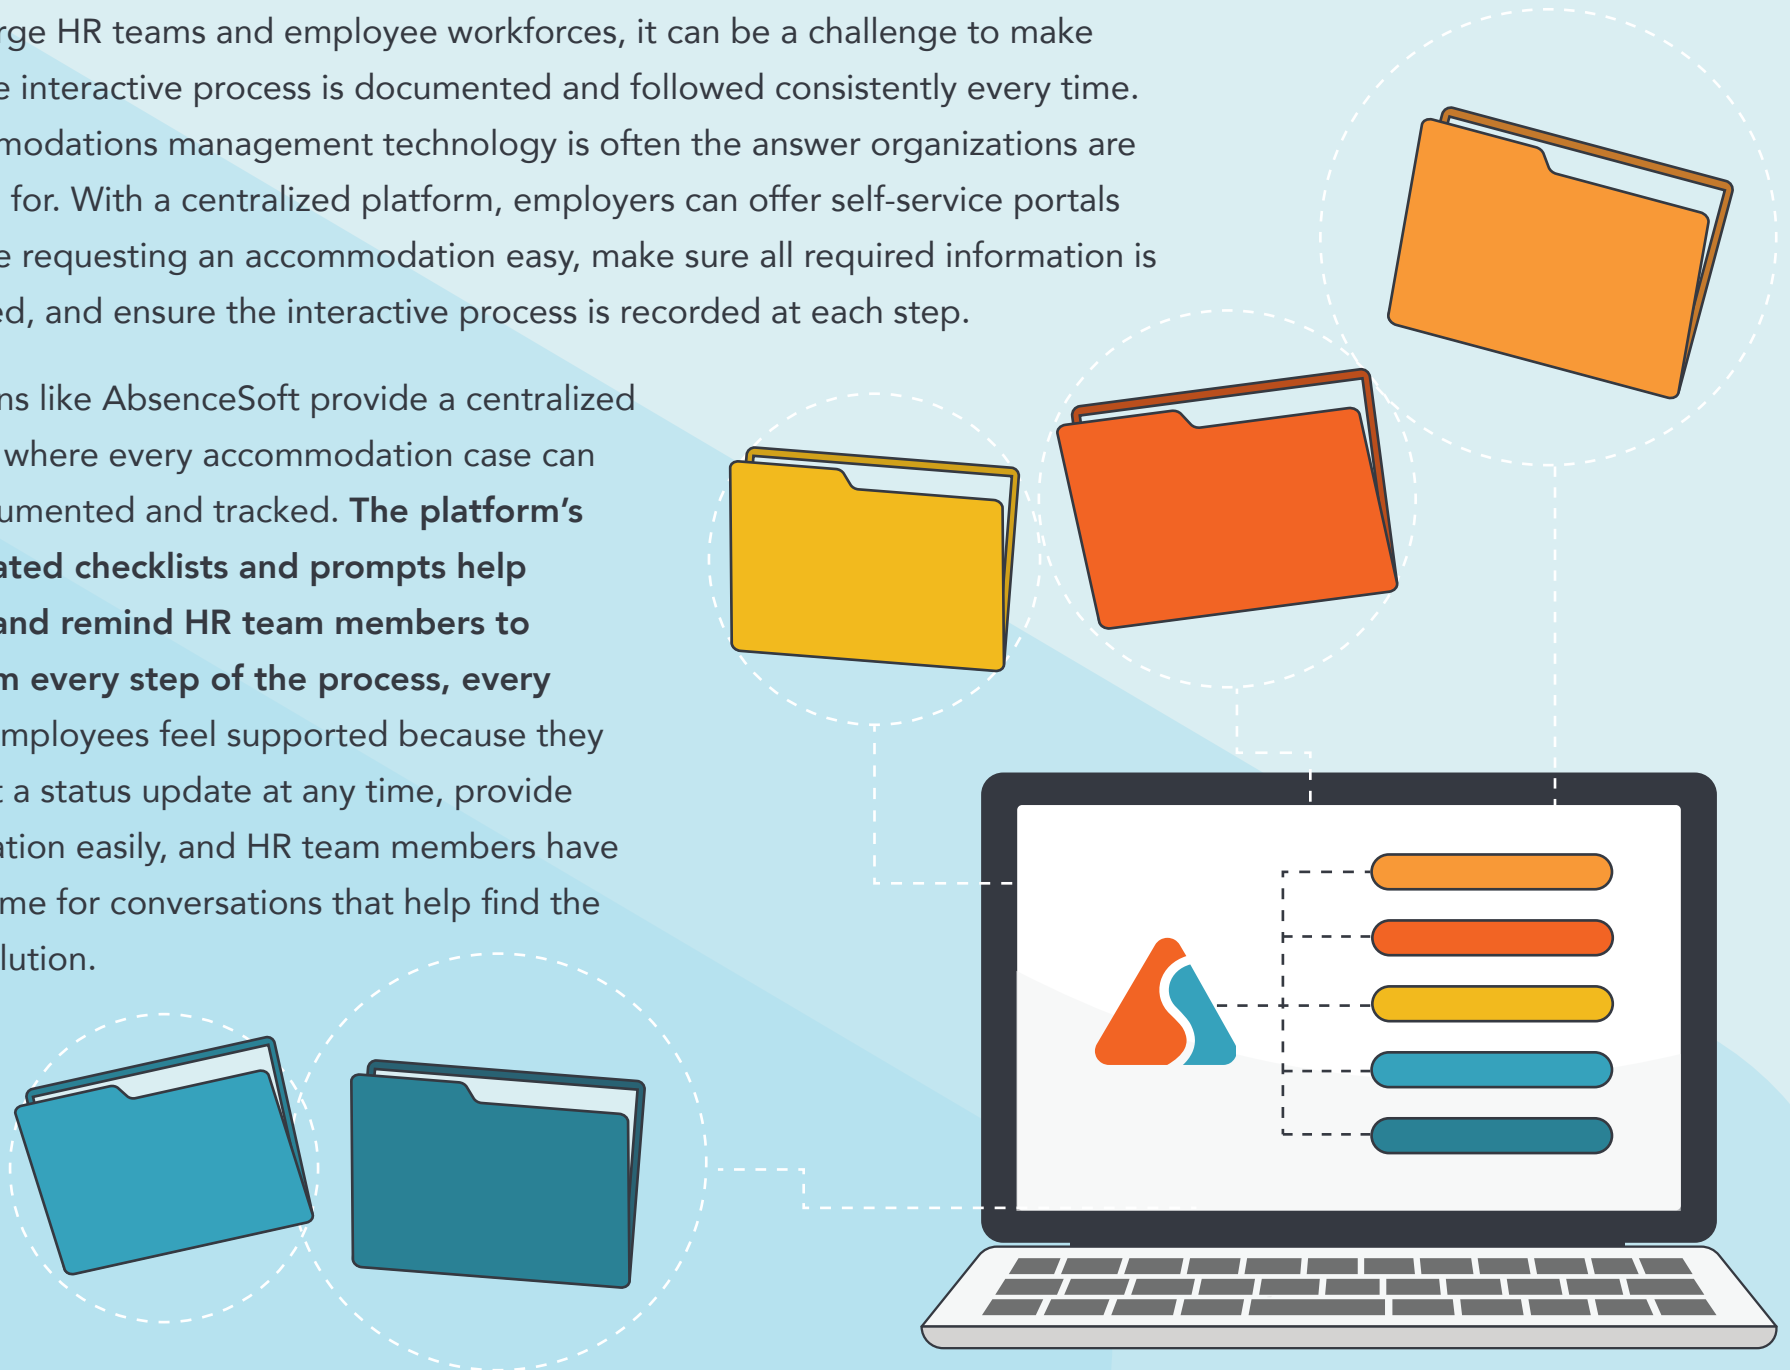 rge HR teams and employee workforces, it can be a challenge to make
e interactive process is documented and followed consistently every time.
modations management technology is often the answer organizations are
for. With a centralized platform, employers can offer self-service portals
e requesting an accommodation easy, make sure all required information is
ed, and ensure the interactive process is recorded at each step.
ns like AbsenceSoft provide a centralized
where every accommodation case can
umented and tracked. The platform’s
ated checklists and prompts help
and remind HR team members to
m every step of the process, every
mployees feel supported because they
t a status update at any time, provide
ation easily, and HR team members have
me for conversations that help find the
lution.